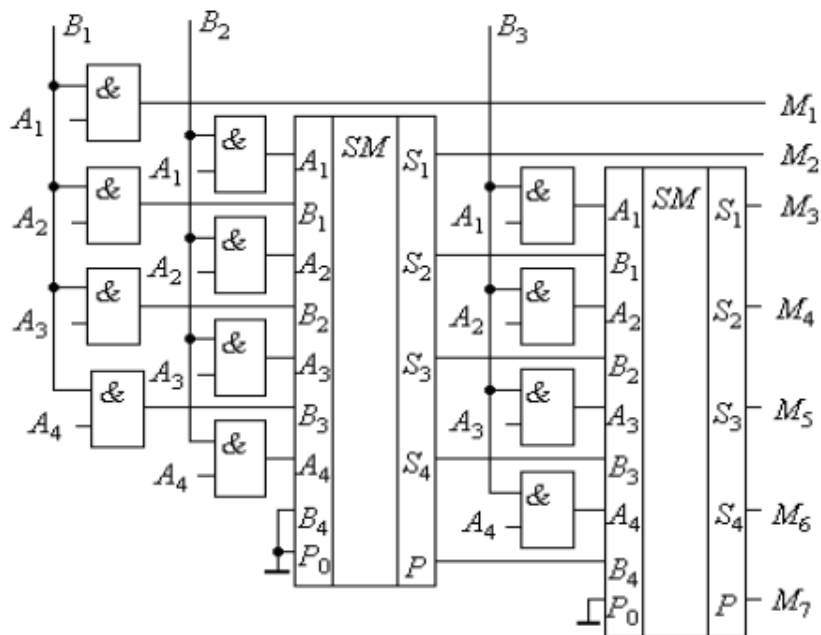 B₁ B₂ B₃
& M₁
A₁ & SM M₂
A₁ A₁ S₁
& & SM
A₂ B₁ A₁ A₁ S₁ M₃
&
A₂ A₂ S₂ B₁
& &
A₃ B₂ A₂ A₂ S₂ M₄
&
A₃ A₃ S₃ B₂
& &
A₄ B₃ A₃ A₃ S₃ M₅
&
A₄ A₄ S₄ B₃
&
B₄ A₄ A₄ S₄ M₆
P₀ P B₄
P₀ P M₇